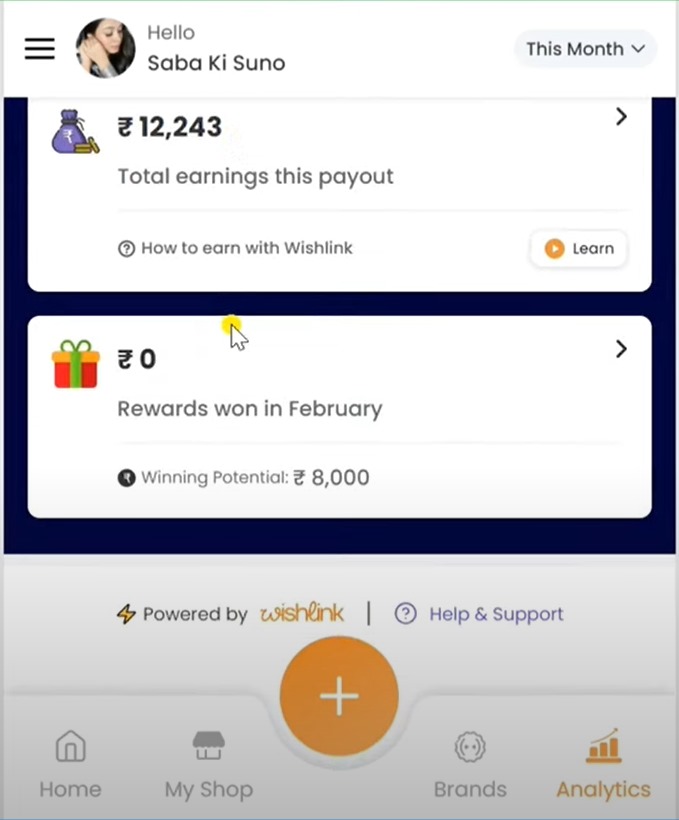 Hello
Saba Ki Suno
This Month
₹ 12,243
Total earnings this payout
How to earn with Wishlink
Learn
₹ 0
Rewards won in February
Winning Potential: ₹ 8,000
Powered by wishlink | Help & Support
Home
My Shop
Brands
Analytics